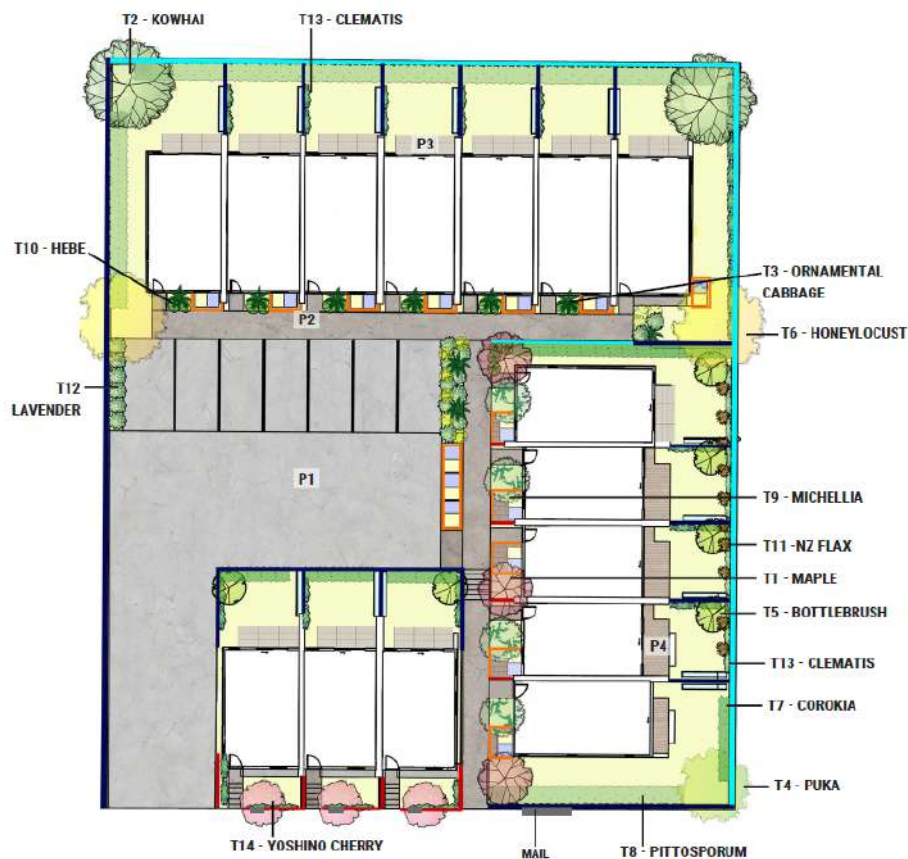 T2 - KOWHAI
T13 - CLEMATIS
P3
T10 - HEBE
T3 - ORNAMENTAL
CABBAGE
P2
T6 - HONEYLOCUST
T12
LAVENDER
P1
T9 - MICHELLIA
T11 -NZ FLAX
T1 - MAPLE
T5 - BOTTLEBRUSH
P4
T13 - CLEMATIS
T7 - COROKIA
T4 - PUKA
T14 - YOSHINO CHERRY
MAIL
T8 - PITTOSPORUM